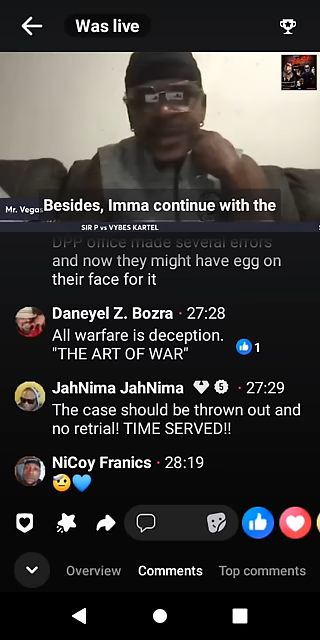 Was live
Mr. Vegas
Besides, Imma continue with the
SIR P vs VYBES KARTEL
DPP office made several errors
and now they might have egg on
their face for it
Daneyel Z. Bozra · 27:28
All warfare is deception.
"THE ART OF WAR"
1
JahNima JahNima · 27:29
The case should be thrown out and
no retrial! TIME SERVED!!
NiCoy Franics · 28:19
🤕💙
Overview Comments Top comments